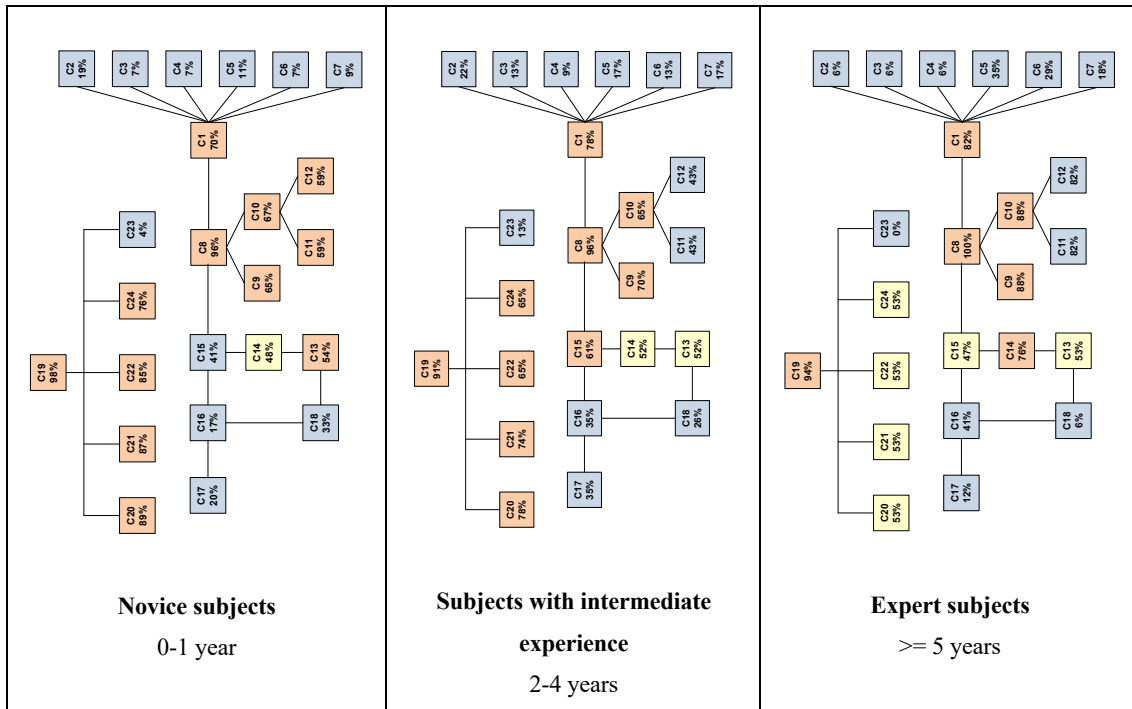 C2
19%
C3
7%
C4
7%
C5
11%
C6
7%
C7
9%
C1
70%
C12
59%
C10
67%
C23
4%
C8
96%
C11
59%
C9
65%
C24
76%
C15
41%
C14
48%
C13
54%
C19
98%
C22
85%
C16
17%
C18
33%
C21
87%
C17
20%
C20
89%
Novice subjects
0-1 year
C2
22%
C3
13%
C4
9%
C5
17%
C6
13%
C7
17%
C1
78%
C12
43%
C10
65%
C23
13%
C8
96%
C11
43%
C9
70%
C24
65%
C15
61%
C14
52%
C13
52%
C19
91%
C22
65%
C16
35%
C18
26%
C21
74%
C17
35%
C20
78%
Subjects with intermediate
experience
2-4 years
C2
6%
C3
6%
C4
6%
C5
35%
C6
29%
C7
18%
C1
82%
C12
82%
C10
88%
C23
0%
C8
100%
C11
82%
C9
88%
C24
53%
C15
47%
C14
76%
C13
53%
C19
94%
C22
53%
C16
41%
C18
6%
C21
53%
C17
12%
C20
53%
Expert subjects
>= 5 years